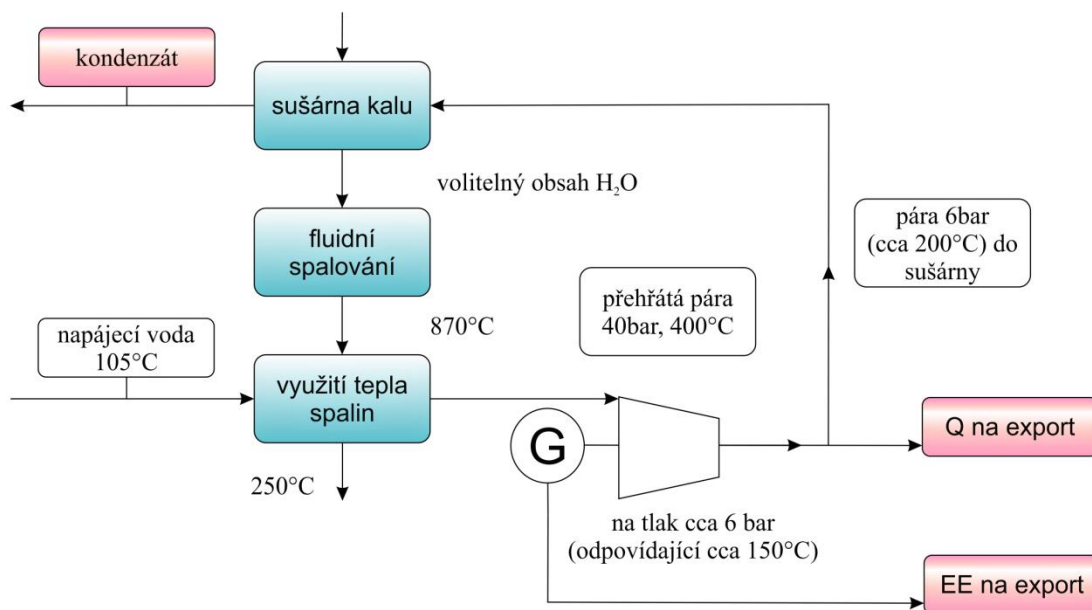 kondenzát
sušárna kalu
volitelný obsah H₂O
fluidní
spalování
pára 6bar
(cca 200°C) do
sušárny
přehřátá pára
40bar, 400°C
870°C
napájecí voda
105°C
využití tepla
spalin
G
Q na export
250°C
na tlak cca 6 bar
(odpovídající cca 150°C)
EE na export